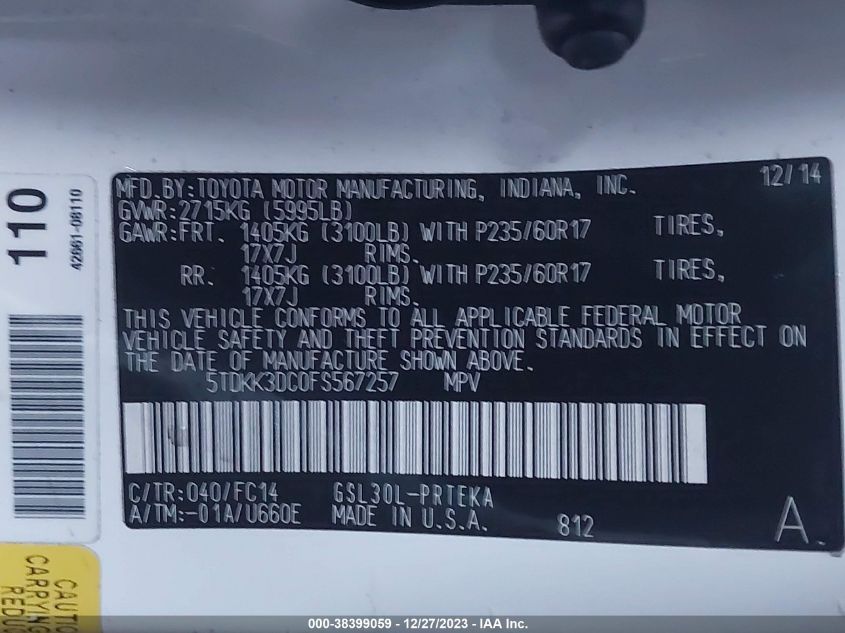 MFD.BY:TOYOTA MOTOR MANUFACTURING, INDIANA, INC. 12/14
GVWR:2715KG (5995LB)
GAWR:FRT. 1405KG (3100LB) WITH P235/60R17 TIRES,
17X7J RIMS.
RR. 1405KG (3100LB) WITH P235/60R17 TIRES,
17X7J RIMS.
THIS VEHICLE CONFORMS TO ALL APPLICABLE FEDERAL MOTOR
VEHICLE SAFETY AND THEFT PREVENTION STANDARDS IN EFFECT ON
THE DATE OF MANUFACTURE SHOWN ABOVE.
5TDKK3DC0FS567257 MPV
C/TR:040/FC14 GSL30L-PRTEKA
A/TM:-01A/U660E MADE IN U.S.A. 812 A
110
42661-08110
CAUTIO
CARRYING
REDUC
000-38399059 — 12/27/2023 — IAA Inc.